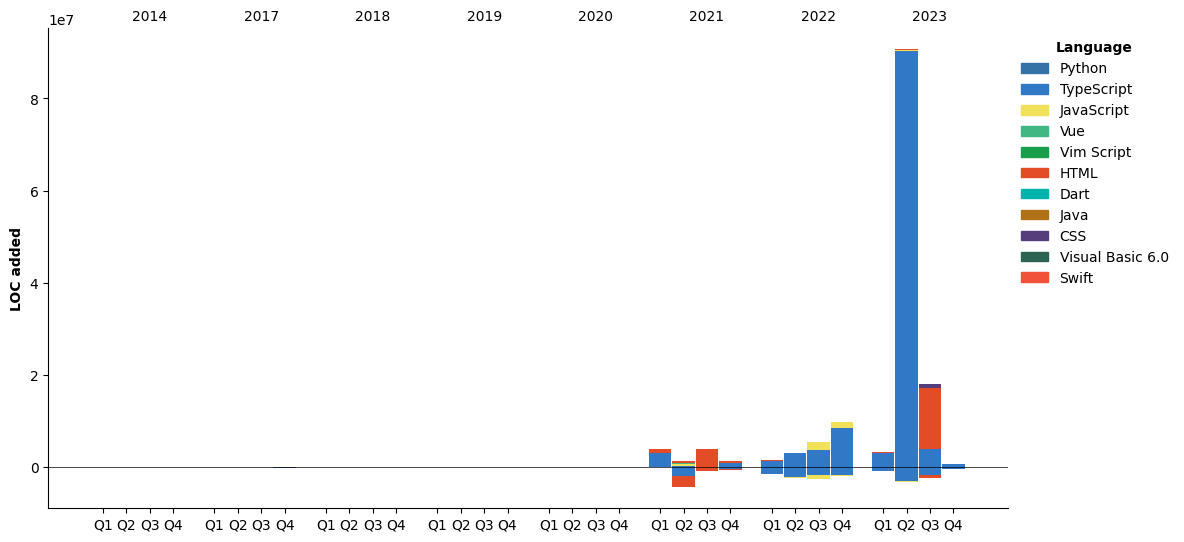 2014 2017 2018 2019 2020 2021 2022 2023
1e7
Language
Python
TypeScript
JavaScript
Vue
Vim Script
HTML
Dart
Java
CSS
Visual Basic 6.0
Swift
LOC added
8
6
4
2
0
Q1 Q2 Q3 Q4 Q1 Q2 Q3 Q4 Q1 Q2 Q3 Q4 Q1 Q2 Q3 Q4 Q1 Q2 Q3 Q4 Q1 Q2 Q3 Q4 Q1 Q2 Q3 Q4 Q1 Q2 Q3 Q4